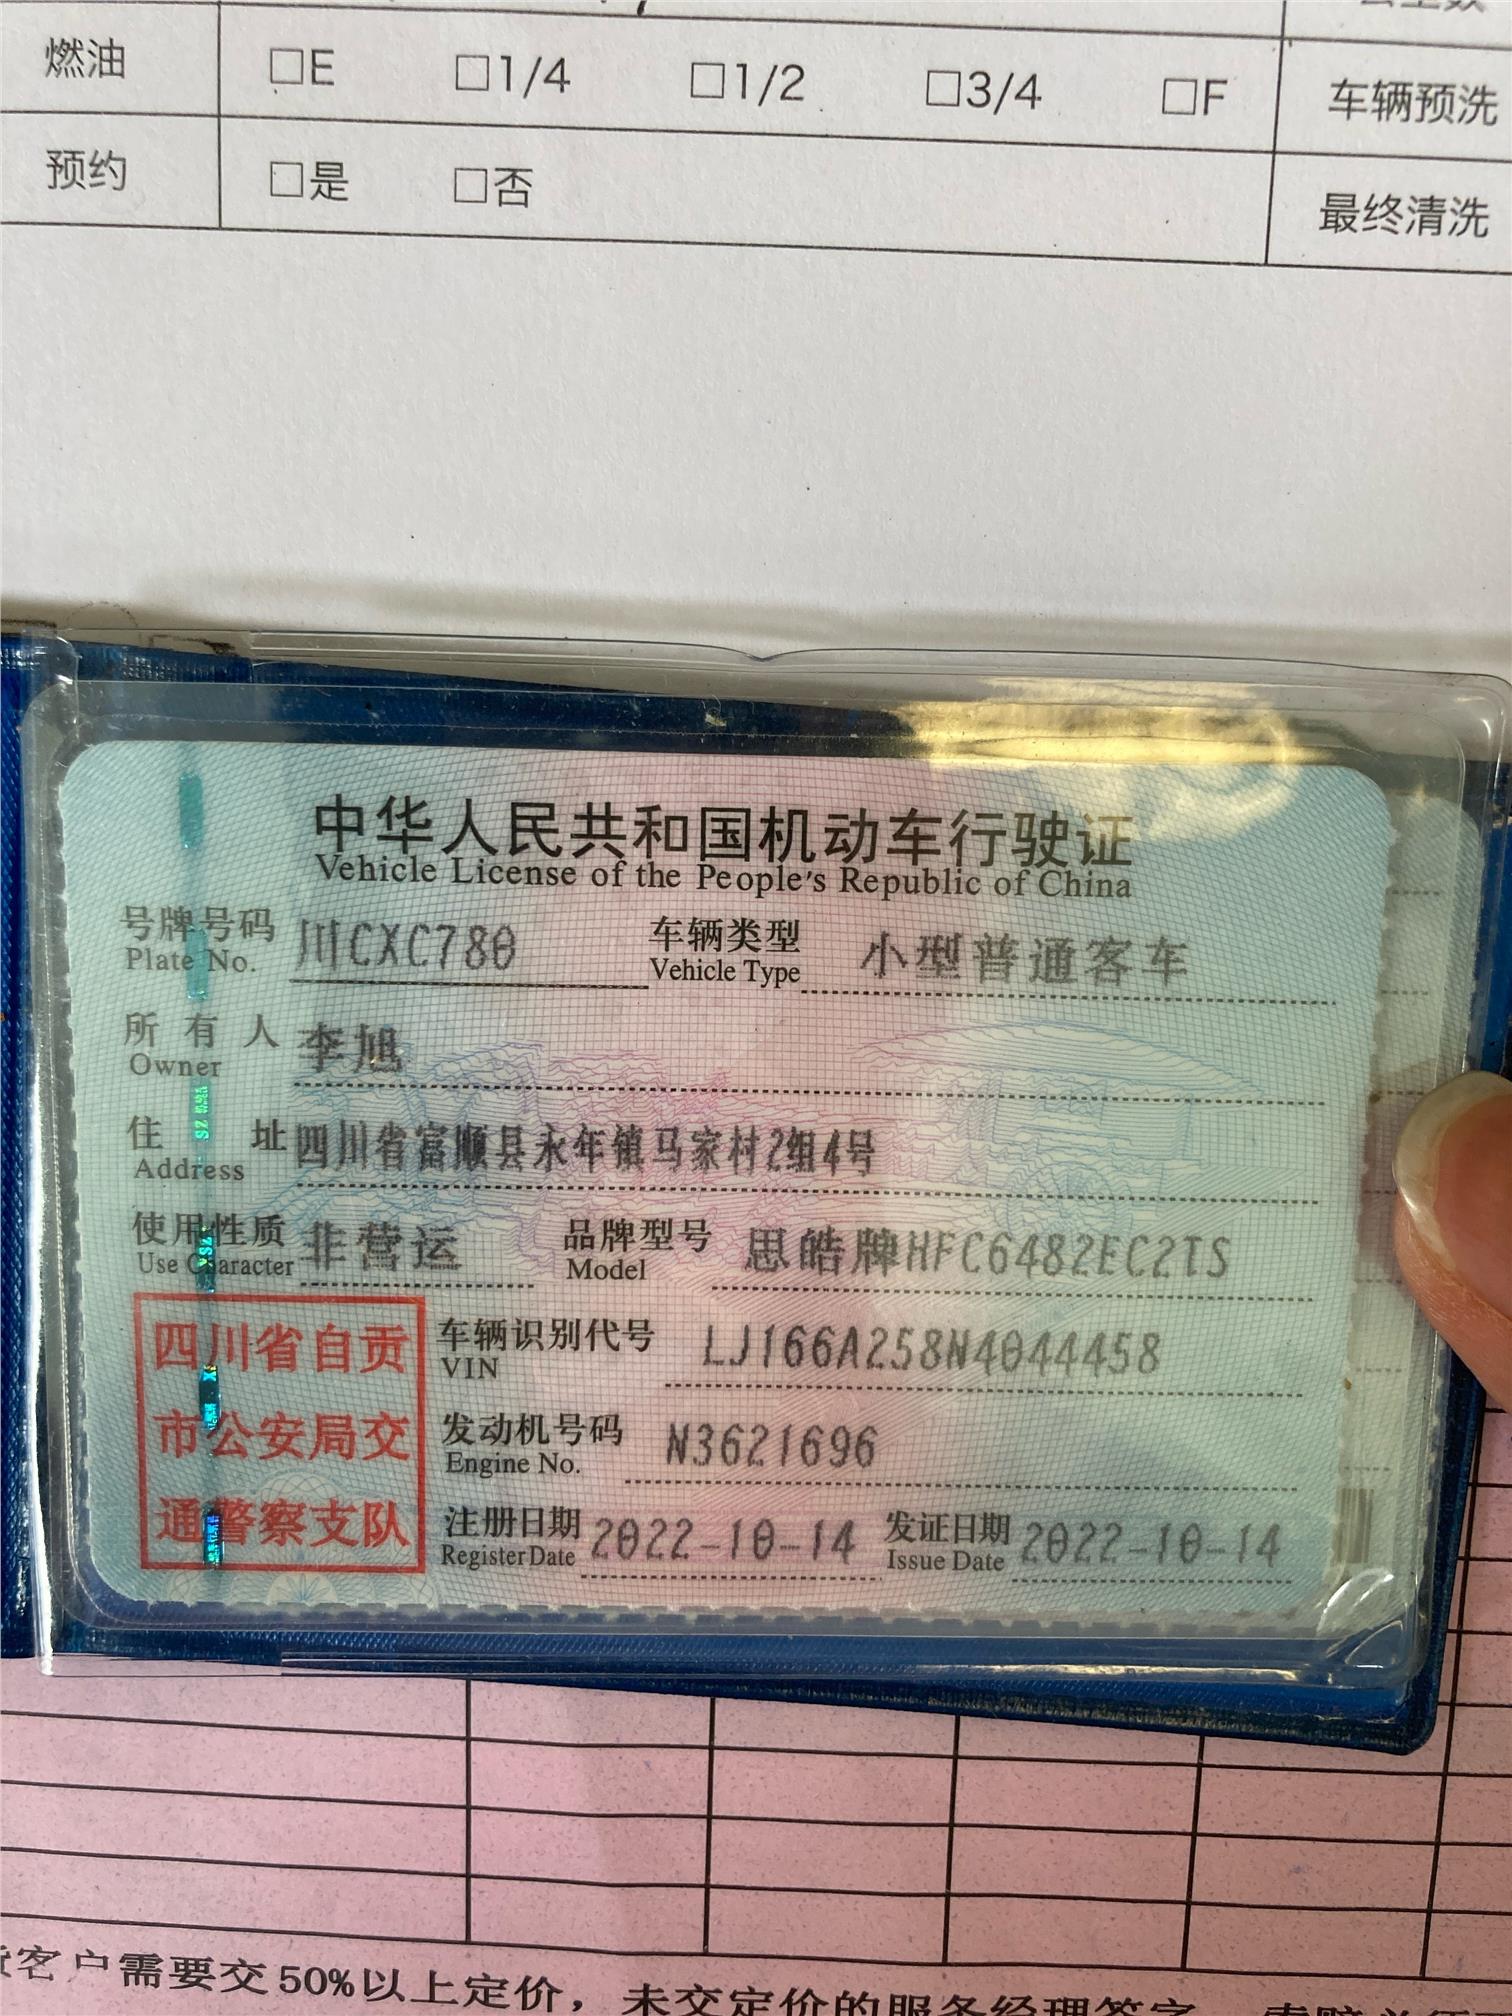 燃油 □E □1/4 □1/2 □3/4 □F 车辆预洗
预约 □是 □否 最终清洗
中华人民共和国机动车行驶证
Vehicle License of the People's Republic of China
号牌号码 川CXC780 车辆类型 小型普通客车
Plate No. Vehicle Type
所有人 李旭
Owner
住址 四川省富顺县永年镇马家村2组4号
Address
使用性质 非营运 品牌型号 思皓牌HFC6482EC2TS
Use Character Model
四川省自贡
市公安局交
通警察支队
车辆识别代号 LJ166A258N4044458
VIN
发动机号码 N3621696
Engine No.
注册日期 2022-10-14 发证日期 2022-10-14
Register Date Issue Date
客户需要交50%以上定价，未交定价的服务经理签字，